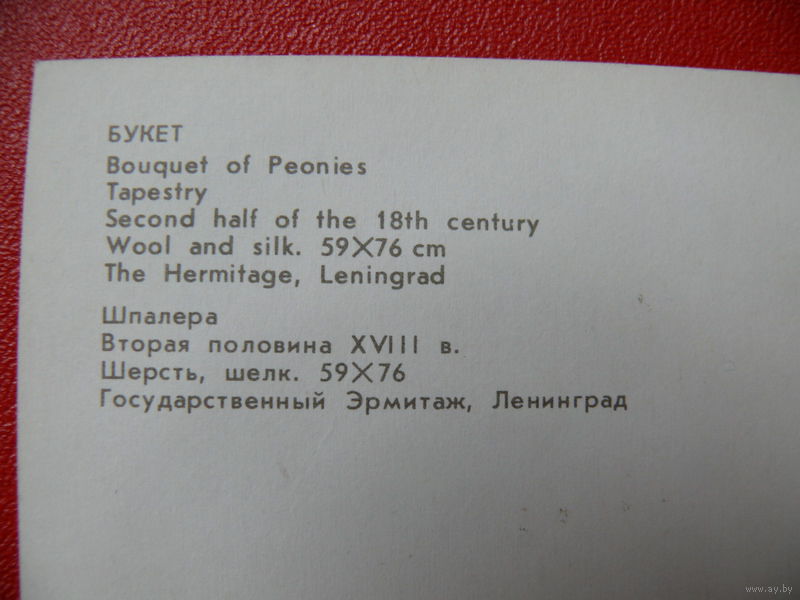 БУКЕТ
Bouquet of Peonies
Tapestry
Second half of the 18th century
Wool and silk. 59X76 cm
The Hermitage, Leningrad
Шпалера
Вторая половина XVIII в.
Шерсть, шелк. 59X76
Государственный Эрмитаж, Ленинград
www.ay.by